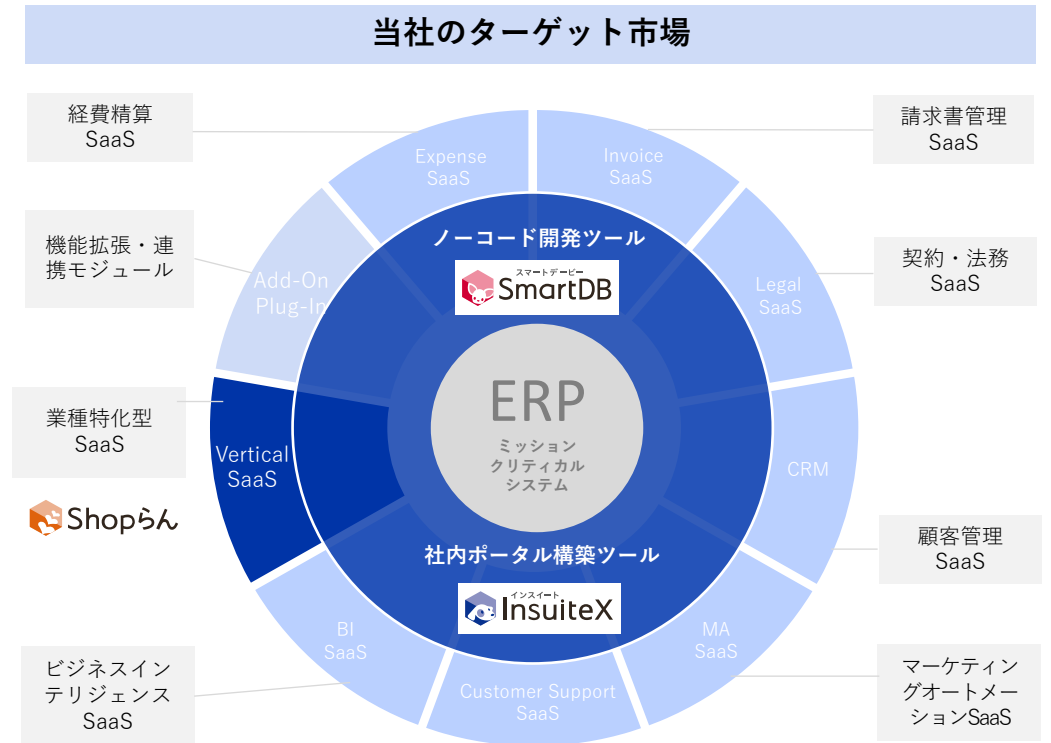 当社のターゲット市場
経費精算
SaaS
請求書管理
SaaS
Expense
SaaS
Invoice
SaaS
機能拡張・連
携モジュール
Add-On
Plug-In
ノーコード開発ツール
スマートデービー
SmartDB
Legal
SaaS
契約・法務
SaaS
業種特化型
SaaS
Shopらん
Vertical
SaaS
ERP
ミッション
クリティカル
システム
CRM
顧客管理
SaaS
社内ポータル構築ツール
インスイート
InsuiteX
BI
SaaS
Customer Support
SaaS
MA
SaaS
ビジネスイン
テリジェンス
SaaS
マーケティン
グオートメー
ションSaaS